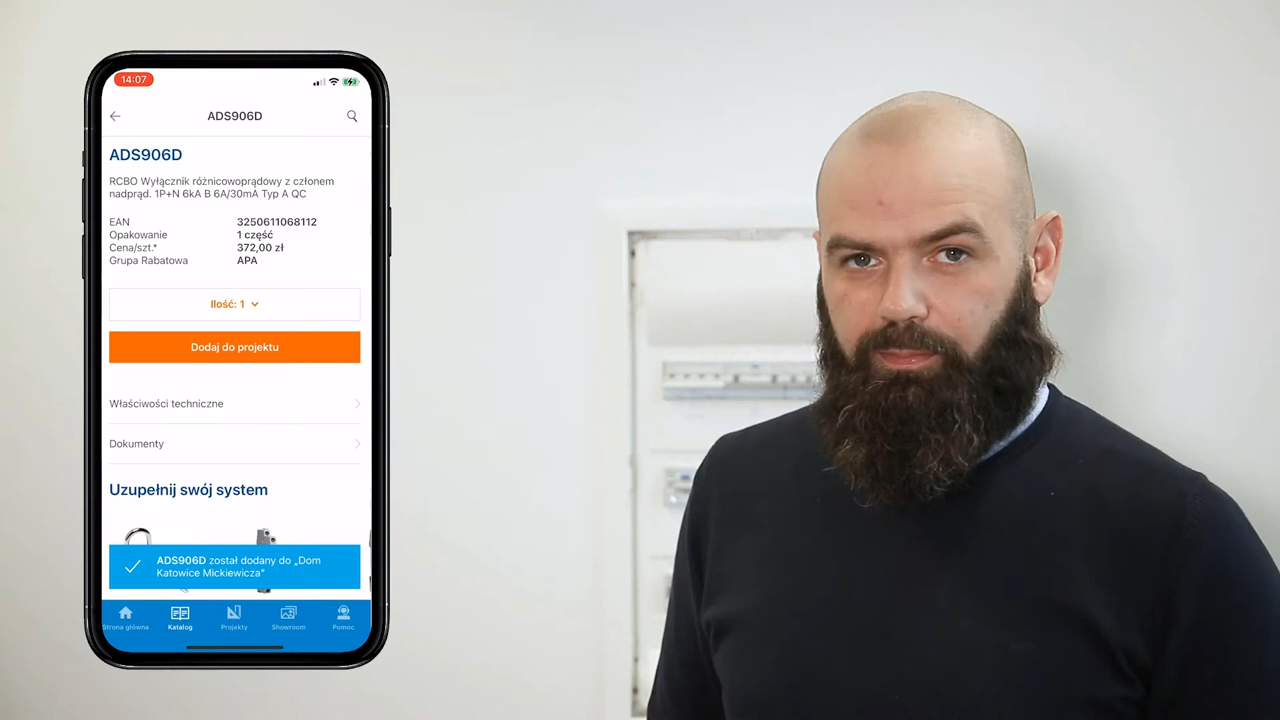 14:07
ADS906D
ADS906D
RCBO Wyłącznik różnicowoprądowy z członem
nadprąd. 1P+N 6kA B 6A/30mA Typ A QC
EAN 3250611068112
Opakowanie 1 część
Cena/szt.* 372,00 zł
Grupa Rabatowa APA
Ilość: 1
Dodaj do projektu
Właściwości techniczne
Dokumenty
Uzupełnij swój system
ADS906D został dodany do „Dom
Katowice Mickiewicza"
Strona główna Katalog Projekty Showroom Pomoc